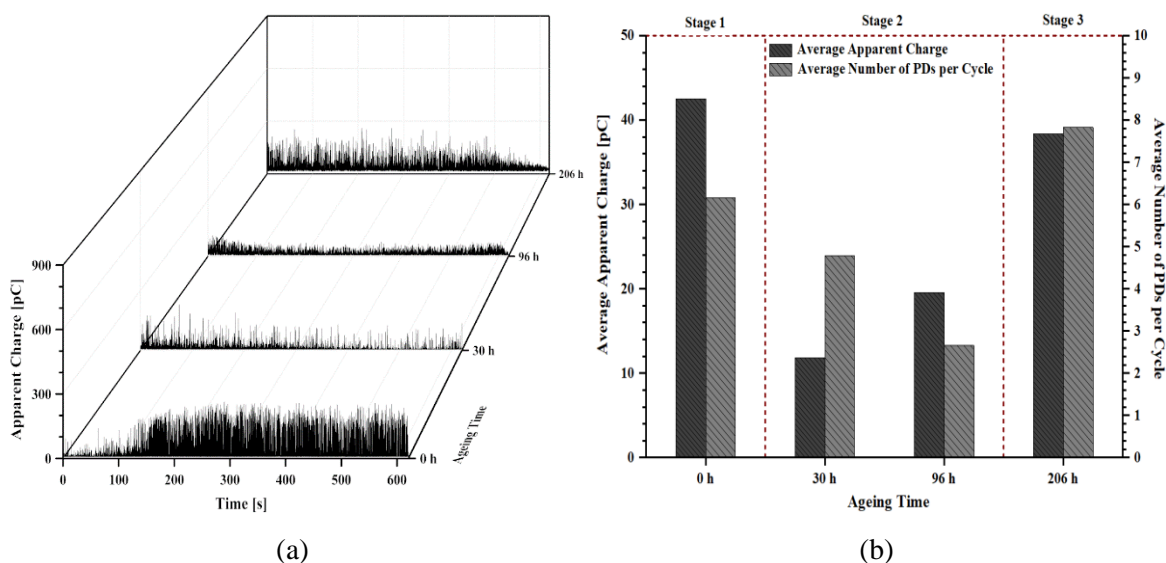 900
600
300
0
Apparent Charge [pC]
0 100 200 300 400 500 600
Time [s]
0 h
30 h
96 h
206 h
Ageing Time
(a)
Stage 1 Stage 2 Stage 3
Average Apparent Charge
Average Number of PDs per Cycle
50
40
30
20
10
0
Average Apparent Charge [pC]
10
9
8
7
6
5
4
3
2
1
0
Average Number of PDs per
Cycle
0 h 30 h 96 h 206 h
Ageing Time
(b)